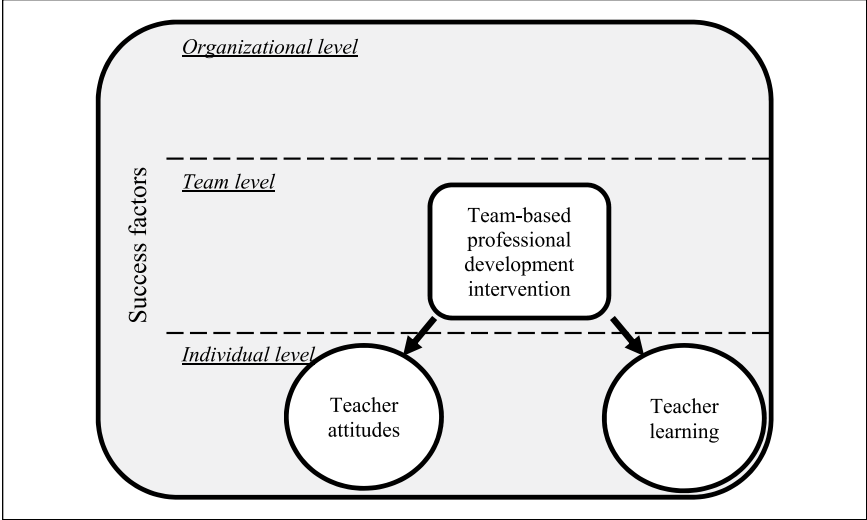 Organizational level
Success factors
Team level
Team-based
professional
development
intervention
Individual level
Teacher
attitudes
Teacher
learning